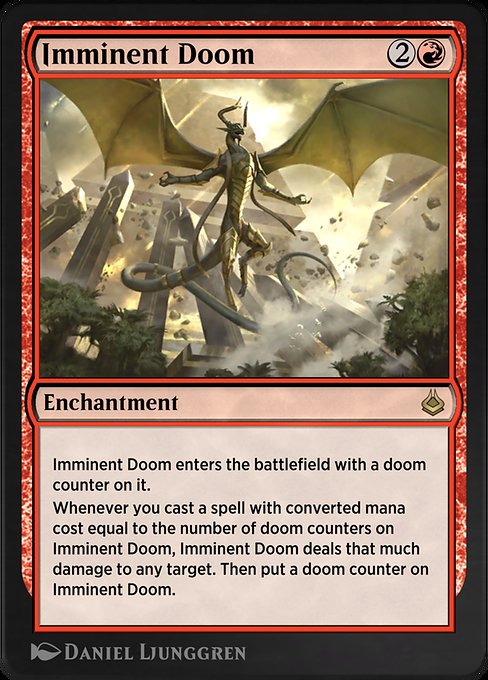 Imminent Doom 2
Enchantment
Imminent Doom enters the battlefield with a doom
counter on it.
Whenever you cast a spell with converted mana
cost equal to the number of doom counters on
Imminent Doom, Imminent Doom deals that much
damage to any target. Then put a doom counter on
Imminent Doom.
Daniel Ljunggren